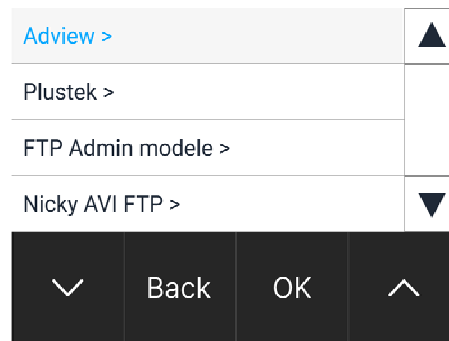 Adview >
Plustek >
FTP Admin modele >
Nicky AVI FTP >
Back OK